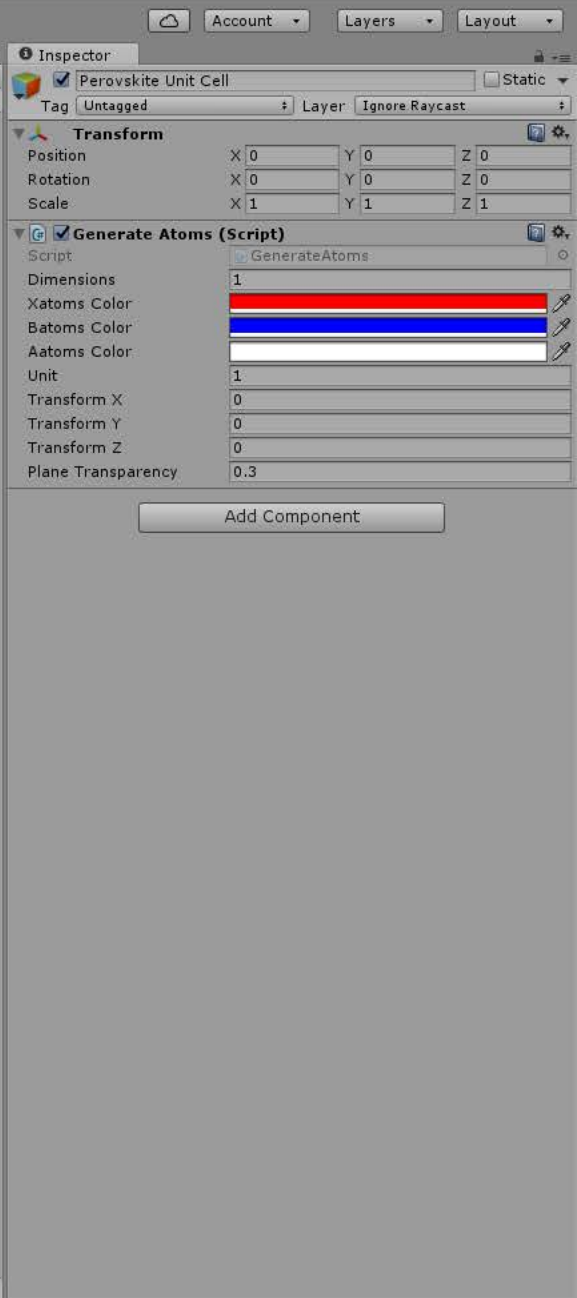 Account Layers Layout
Inspector
Perovskite Unit Cell Static
Tag Untagged Layer Ignore Raycast
Transform
Position X 0 Y 0 Z 0
Rotation X 0 Y 0 Z 0
Scale X 1 Y 1 Z 1
Generate Atoms (Script)
Script GenerateAtoms
Dimensions 1
Xatoms Color
Batoms Color
Aatoms Color
Unit 1
Transform X 0
Transform Y 0
Transform Z 0
Plane Transparency 0.3
Add Component